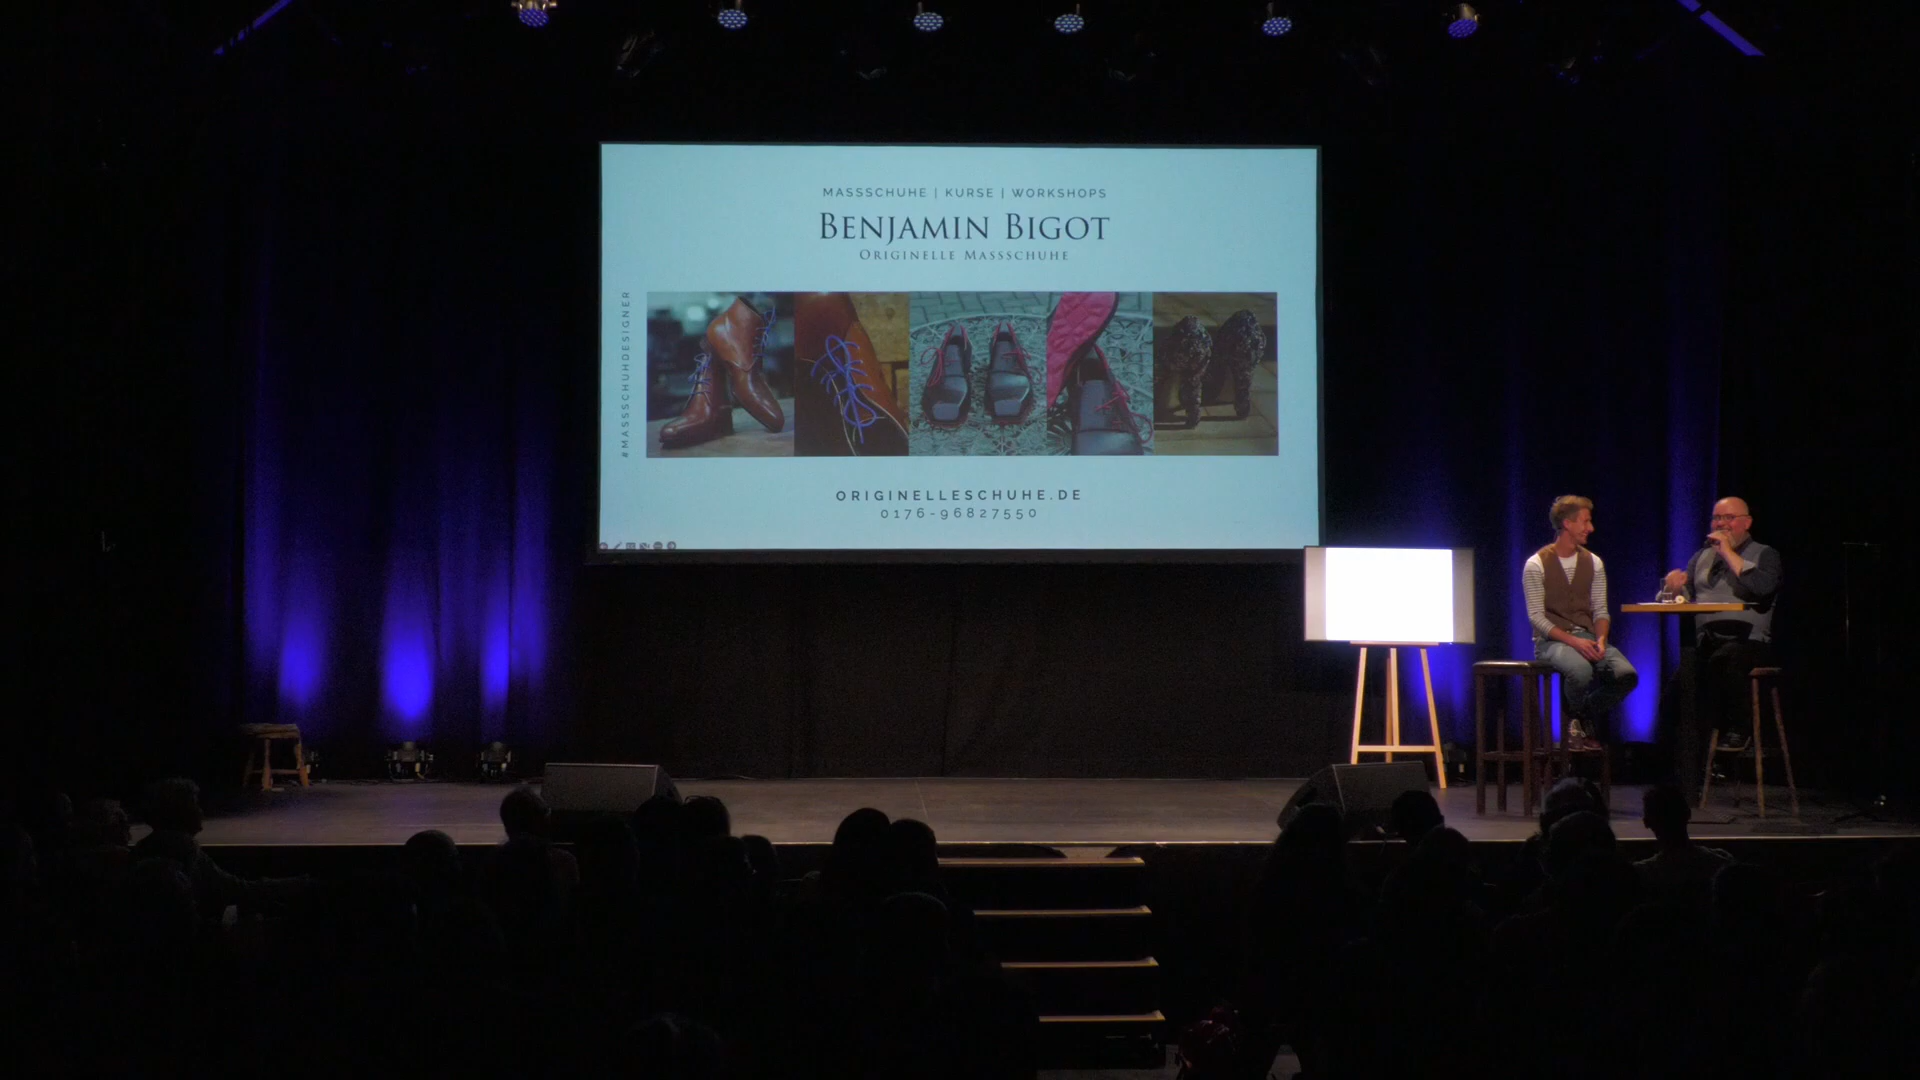 MASSSCHUHE | KURSE | WORKSHOPS
BENJAMIN BIGOT
ORIGINELLE MASSSCHUHE
#MASSSCHUHDESIGNER
ORIGINELLESCHUHE.DE
0176-96827550